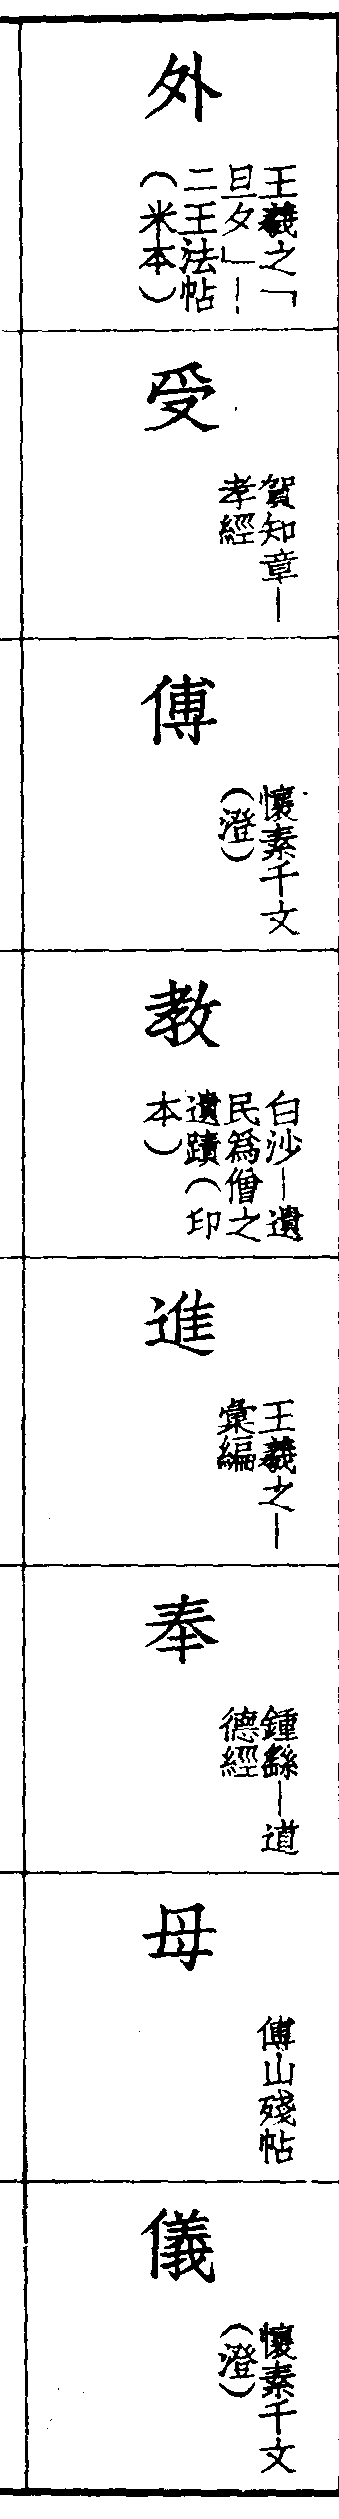 外
王羲之「
旦夕」—
二王法帖
（米本）
受
賀知章—
孝經
傅
懷素千文
（澄）
教
白沙—遺
民爲僧之
遺蹟（印
本）
進
王羲之—
彙編
奉
鍾繇—道
德經
母
傅山殘帖
儀
懷素千文
（澄）